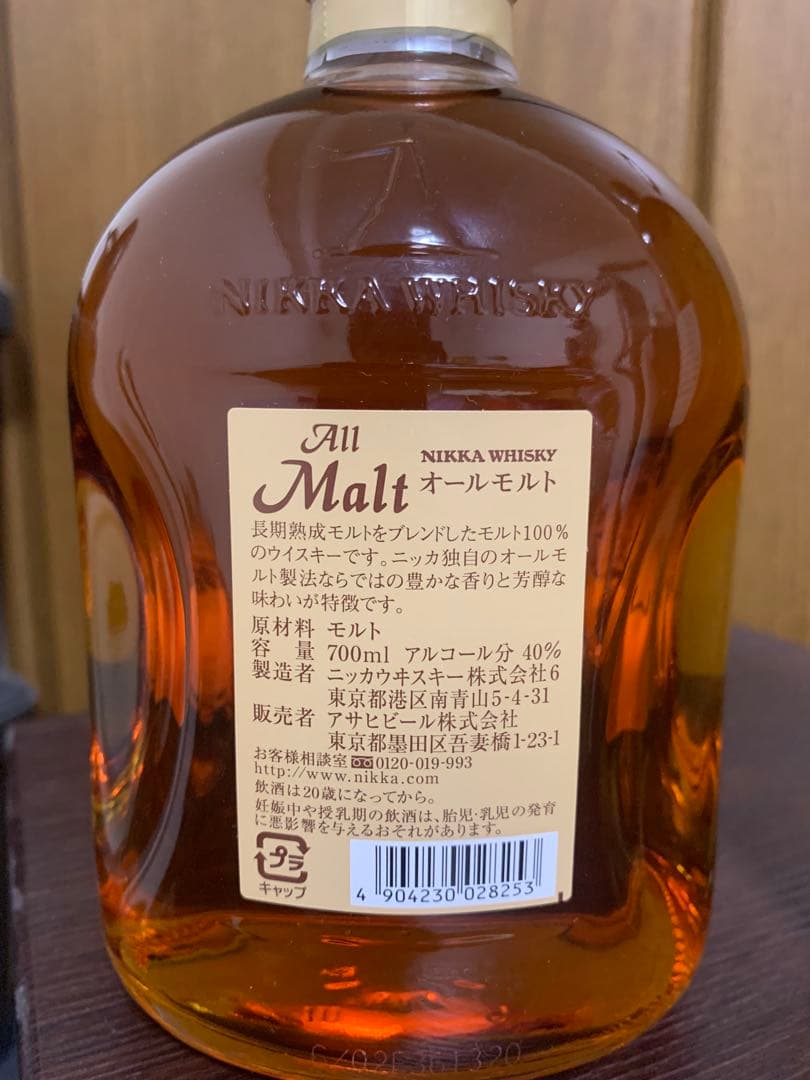 NIKKA WHISKY
All
Malt
NIKKA WHISKY
オールモルト
長期熟成モルトをブレンドしたモルト100%
のウイスキーです。ニッカ独自のオールモ
ルト製法ならではの豊かな香りと芳醇な
味わいが特徴です。
原材料 モルト
容量 700ml アルコール分 40%
製造者 ニッカウヰスキー株式会社6
東京都港区南青山5-4-31
販売者 アサヒビール株式会社
東京都墨田区吾妻橋1-23-1
お客様相談室 0120-019-993
http://www.nikka.com
飲酒は20歳になってから。
妊娠中や授乳期の飲酒は、胎児・乳児の発育
に悪影響を与えるおそれがあります。
プラ
キャップ
4 904230 028253